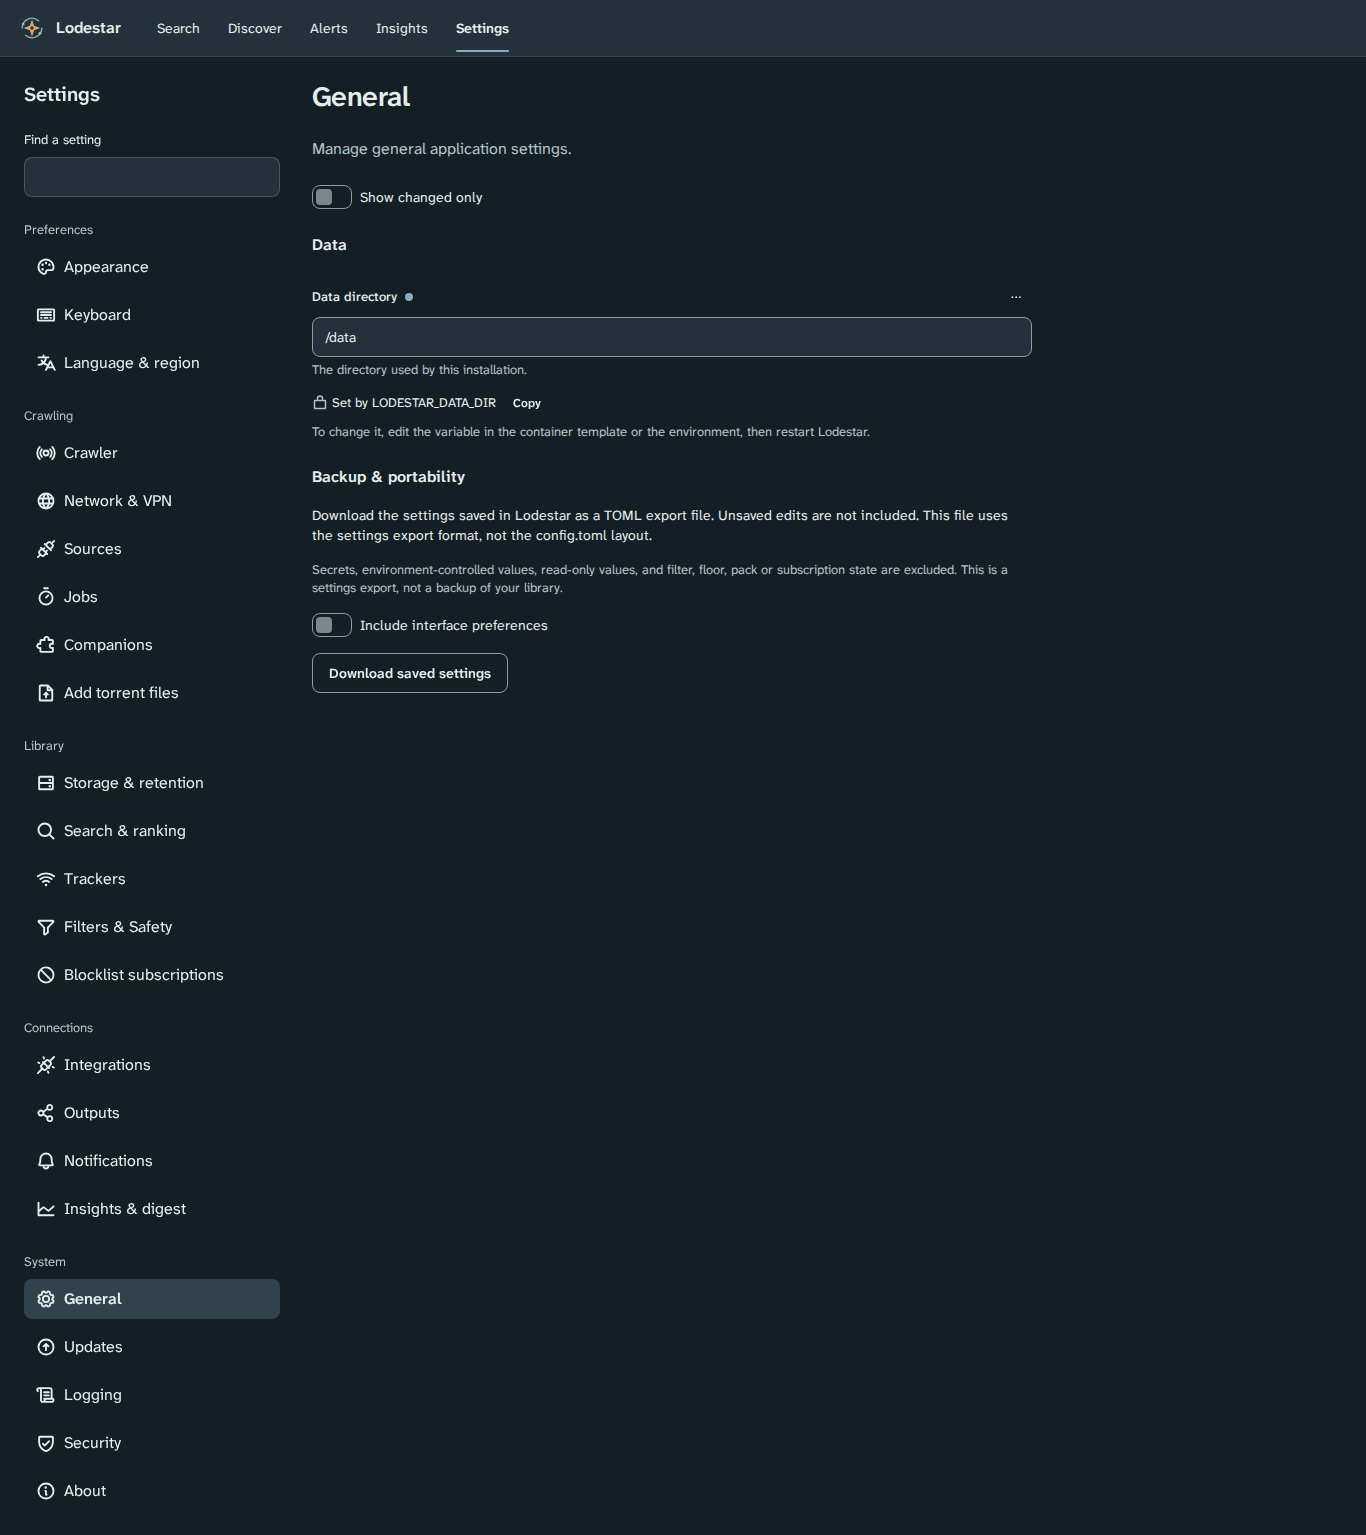 Lodestar
Search
Discover
Alerts
Insights
Settings
Settings
Find a setting
Preferences
Appearance
Keyboard
Language & region
Crawling
Crawler
Network & VPN
Sources
Jobs
Companions
Add torrent files
Library
Storage & retention
Search & ranking
Trackers
Filters & Safety
Blocklist subscriptions
Connections
Integrations
Outputs
Notifications
Insights & digest
System
General
Updates
Logging
Security
About
General
Manage general application settings.
Show changed only
Data
Data directory
...
/data
The directory used by this installation.
Set by LODESTAR_DATA_DIR Copy
To change it, edit the variable in the container template or the environment, then restart Lodestar.
Backup & portability
Download the settings saved in Lodestar as a TOML export file. Unsaved edits are not included. This file uses
the settings export format, not the config.toml layout.
Secrets, environment-controlled values, read-only values, and filter, floor, pack or subscription state are excluded. This is a
settings export, not a backup of your library.
Include interface preferences
Download saved settings